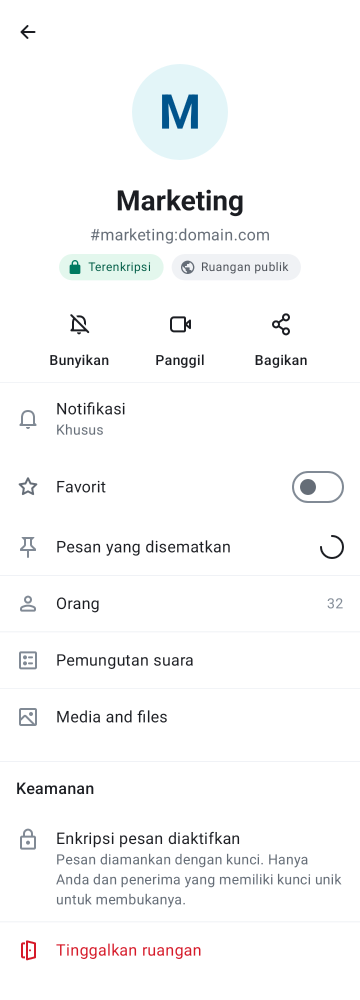 M
Marketing
#marketing:domain.com
Terenkripsi
Ruangan publik
Bunyikan
Panggil
Bagikan
Notifikasi
Khusus
Favorit
Pesan yang disematkan
Orang
32
Pemungutan suara
Media and files
Keamanan
Enkripsi pesan diaktifkan
Pesan diamankan dengan kunci. Hanya
Anda dan penerima yang memiliki kunci unik
untuk membukanya.
Tinggalkan ruangan